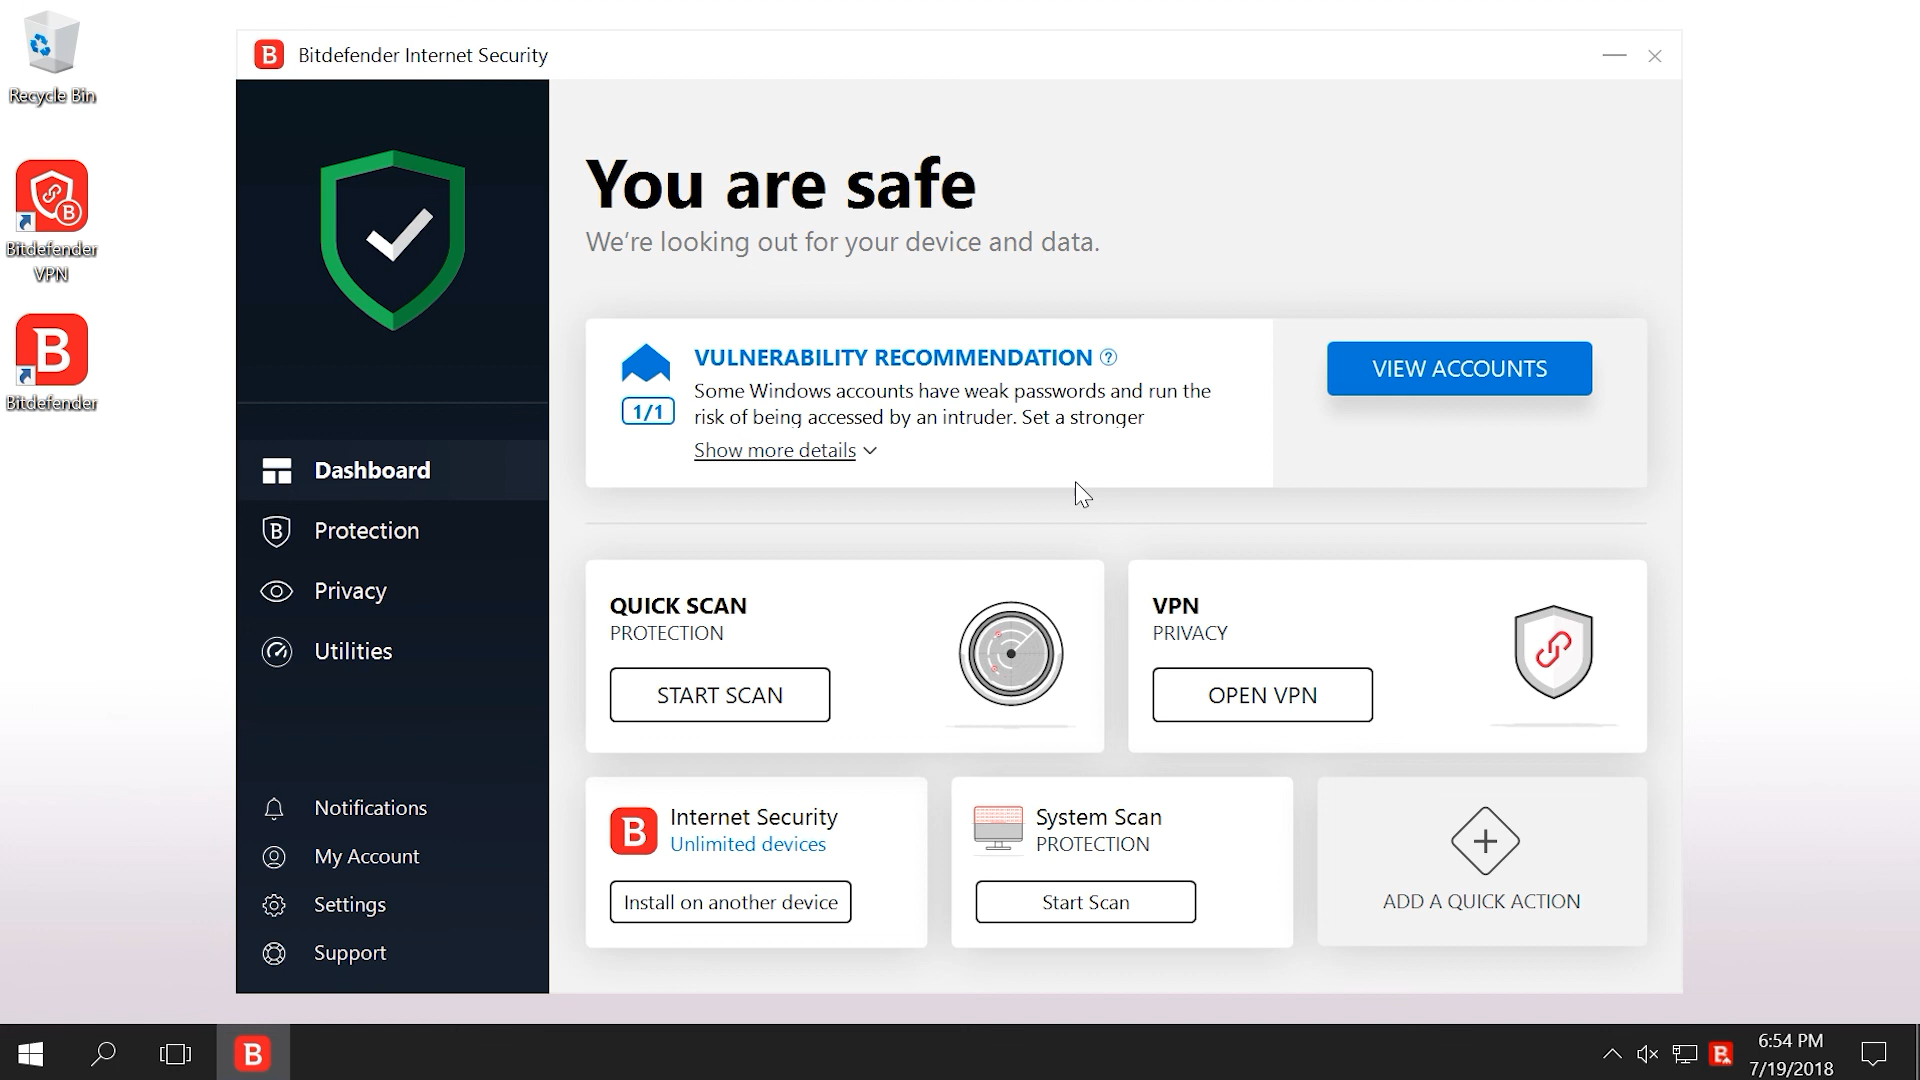 Recycle Bin
Bitdefender
VPN
Bitdefender
B Bitdefender Internet Security
Dashboard
Protection
Privacy
Utilities
Notifications
My Account
Settings
Support
You are safe
We're looking out for your device and data.
VULNERABILITY RECOMMENDATION ?
1/1
Some Windows accounts have weak passwords and run the
risk of being accessed by an intruder. Set a stronger
Show more details
VIEW ACCOUNTS
QUICK SCAN
PROTECTION
START SCAN
VPN
PRIVACY
OPEN VPN
B Internet Security
Unlimited devices
Install on another device
System Scan
PROTECTION
Start Scan
ADD A QUICK ACTION
B
6:54 PM
7/19/2018